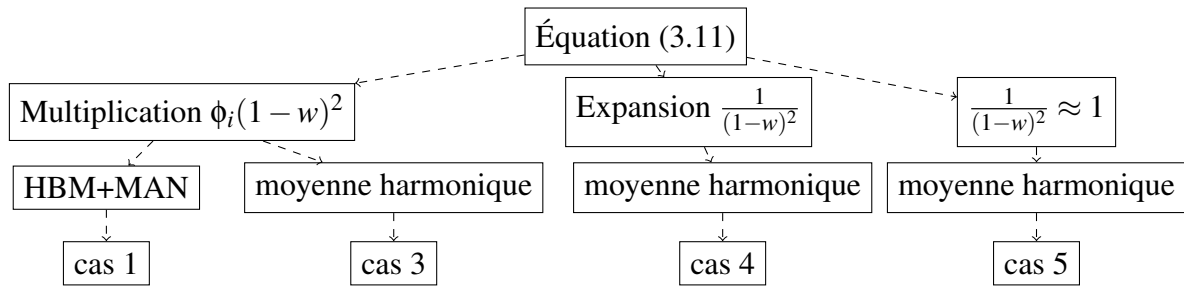 Équation (3.11)
Multiplication ϕᵢ(1 − w)²
Expansion 1/(1−w)²
1/(1−w)² ≈ 1
HBM+MAN
moyenne harmonique
moyenne harmonique
moyenne harmonique
cas 1
cas 3
cas 4
cas 5